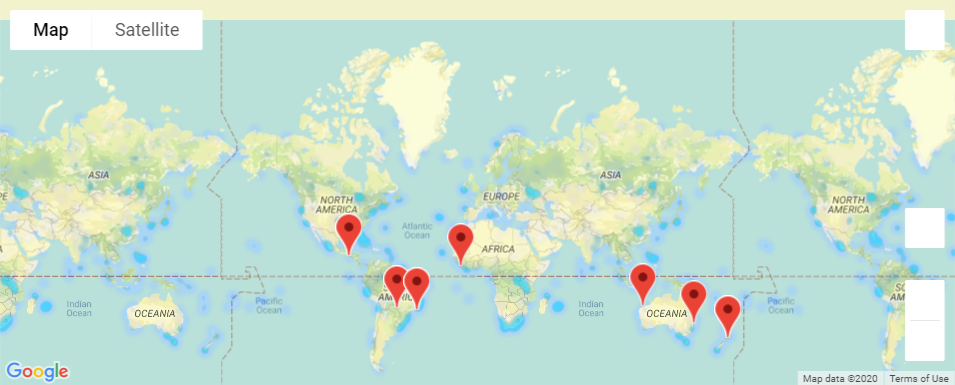 Map Satellite
ASIA
NORTH
AMERICA
Atlantic
Ocean
EUROPE
AFRICA
ASIA
NORTH
AMERICA
Indian
Ocean
OCEANIA
Pacific
Ocean
AM
Indian
Ocean
OCEANIA
Pacific
Ocean
Google
Map data ©2020 Terms of Use